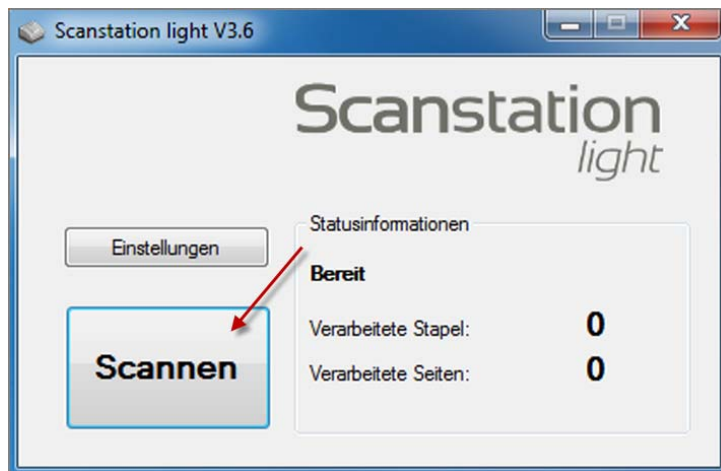 Scanstation light V3.6
Scanstation
light
Einstellungen
Scannen
Statusinformationen
Bereit
Verarbeitete Stapel: 0
Verarbeitete Seiten: 0